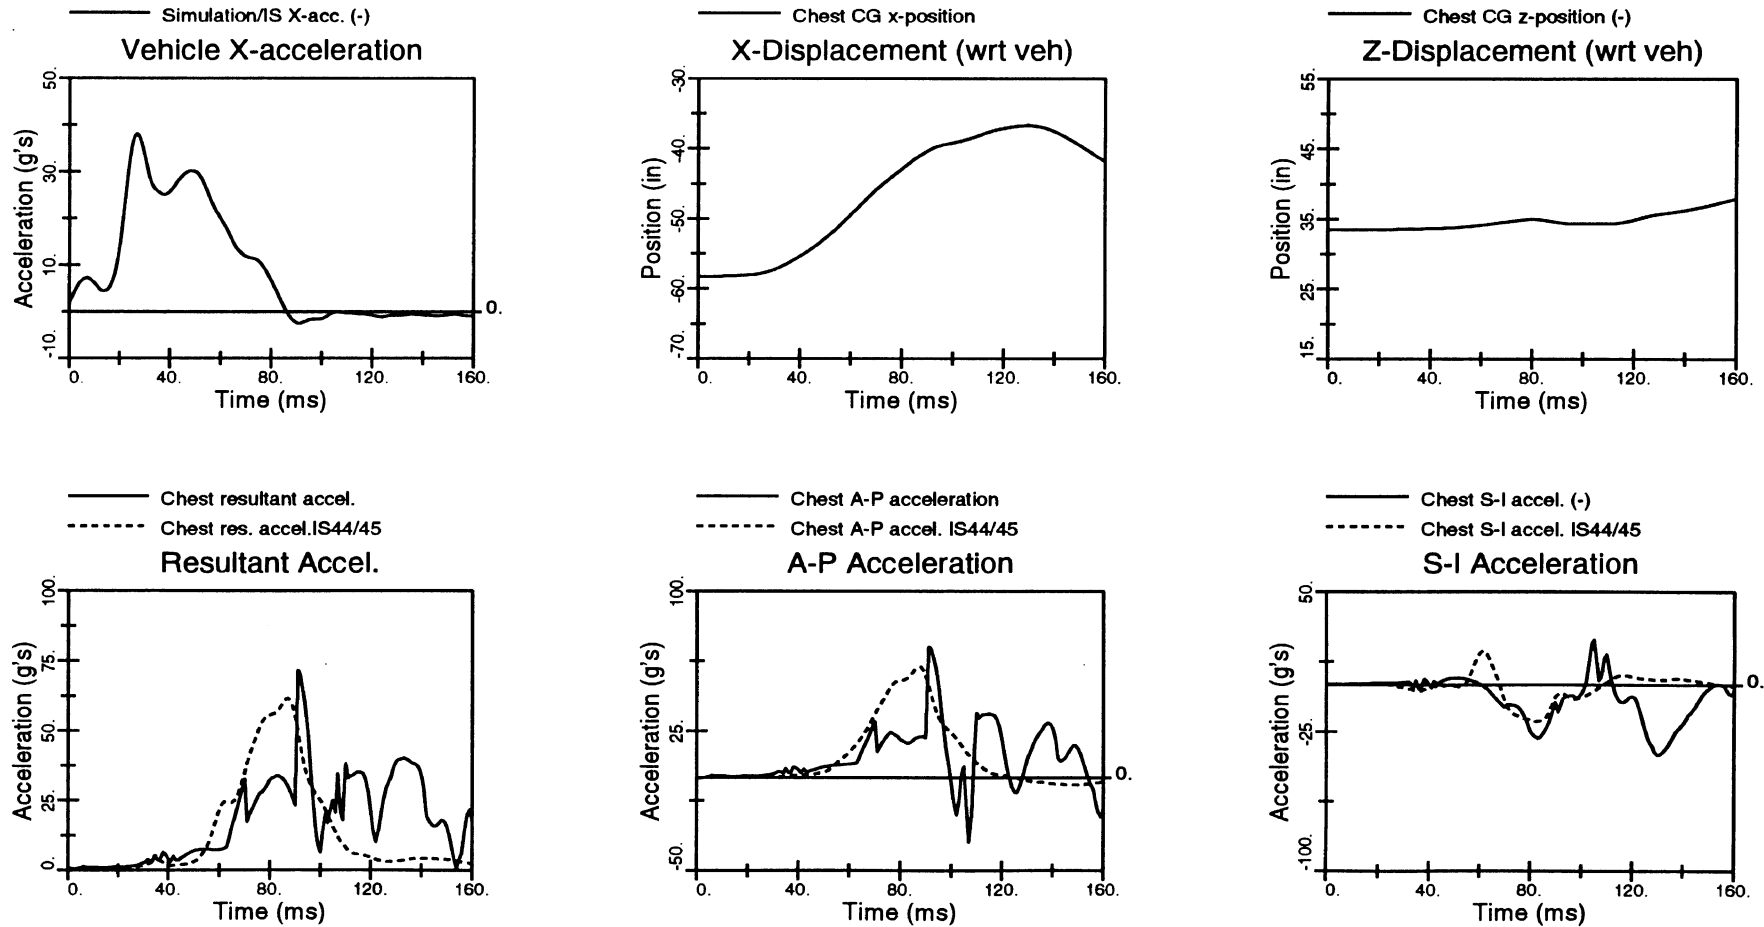 Simulation/IS X-acc. (-)
Vehicle X-acceleration
50.
30.
10.
-10.
Acceleration (g's)
0.
0. 40. 80. 120. 160.
Time (ms)
Chest CG x-position
X-Displacement (wrt veh)
-30.
-40.
-50.
-60.
-70.
Position (in)
0. 40. 80. 120. 160.
Time (ms)
Chest CG z-position (-)
Z-Displacement (wrt veh)
55.
45.
35.
25.
15.
Position (in)
0. 40. 80. 120. 160.
Time (ms)
Chest resultant accel.
Chest res. accel.IS44/45
Resultant Accel.
100.
75.
50.
25.
0.
Acceleration (g's)
0. 40. 80. 120. 160.
Time (ms)
Chest A-P acceleration
Chest A-P accel. IS44/45
A-P Acceleration
100.
25.
-50.
Acceleration (g's)
0.
0. 40. 80. 120. 160.
Time (ms)
Chest S-I accel. (-)
Chest S-I accel. IS44/45
S-I Acceleration
50.
-25.
-100.
Acceleration (g's)
0.
0. 40. 80. 120. 160.
Time (ms)